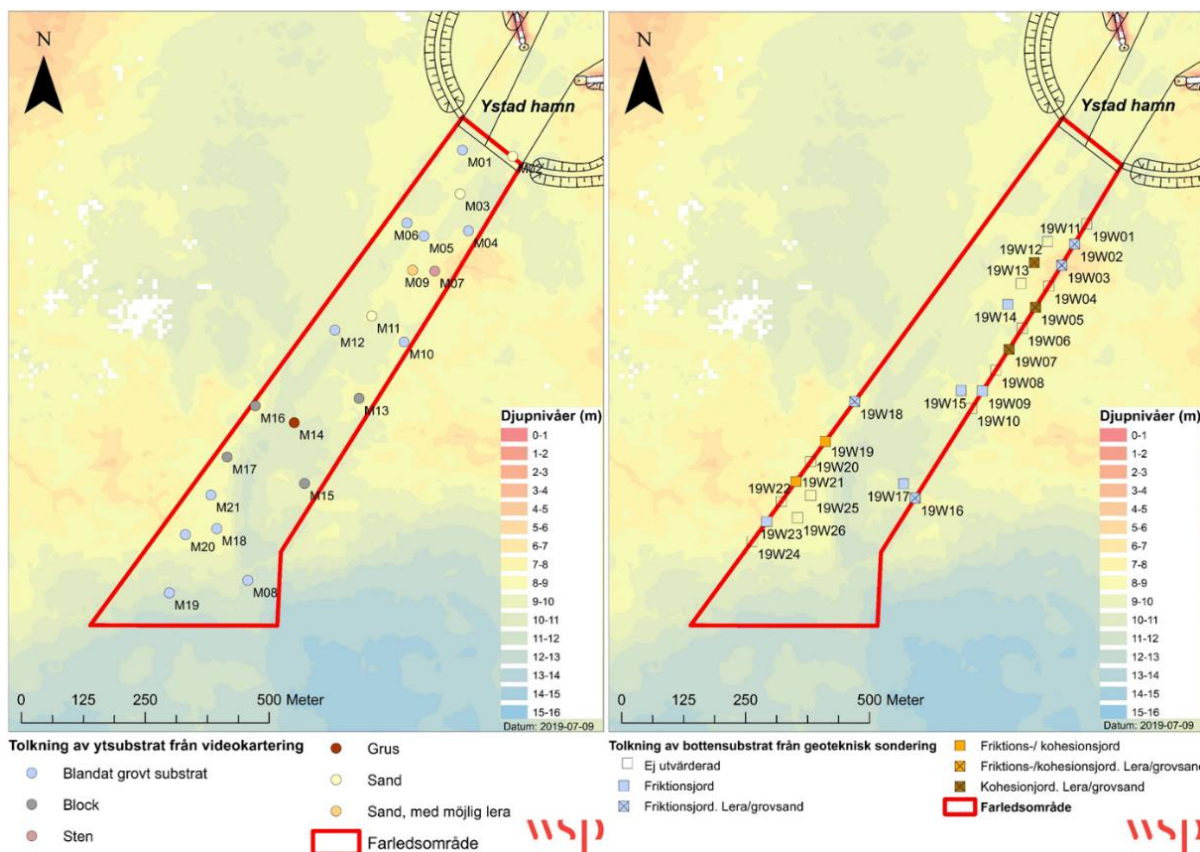 N
Ystad hamn
M01
M02
M03
M06
M05
M04
M09
M07
M11
M12
M10
M16
M13
M14
M17
M15
M21
M20
M18
M19
M08
Djupnivåer (m)
0-1
1-2
2-3
3-4
4-5
5-6
6-7
7-8
8-9
9-10
10-11
11-12
12-13
13-14
14-15
15-16
0 125 250 500 Meter
Datum: 2019-07-09
Tolkning av ytsubstrat från videokartering
Blandat grovt substrat
Block
Sten
Grus
Sand
Sand, med möjlig lera
Farledsområde
wsp
N
Ystad hamn
19W11
19W01
19W12
19W02
19W13
19W03
19W04
19W14
19W05
19W06
19W07
19W08
19W15
19W09
19W18
19W10
19W19
19W20
19W22
19W21
19W17
19W25
19W16
19W23
19W26
19W24
Djupnivåer (m)
0-1
1-2
2-3
3-4
4-5
5-6
6-7
7-8
8-9
9-10
10-11
11-12
12-13
13-14
14-15
15-16
0 125 250 500 Meter
Datum: 2019-07-09
Tolkning av bottensubstrat från geoteknisk sondering
Ej utvärderad
Friktionsjord
Friktionsjord. Lera/grovsand
Friktions-/ kohesionsjord
Friktions-/kohesionsjord. Lera/grovsand
Kohesionjord. Lera/grovsand
Farledsområde
wsp